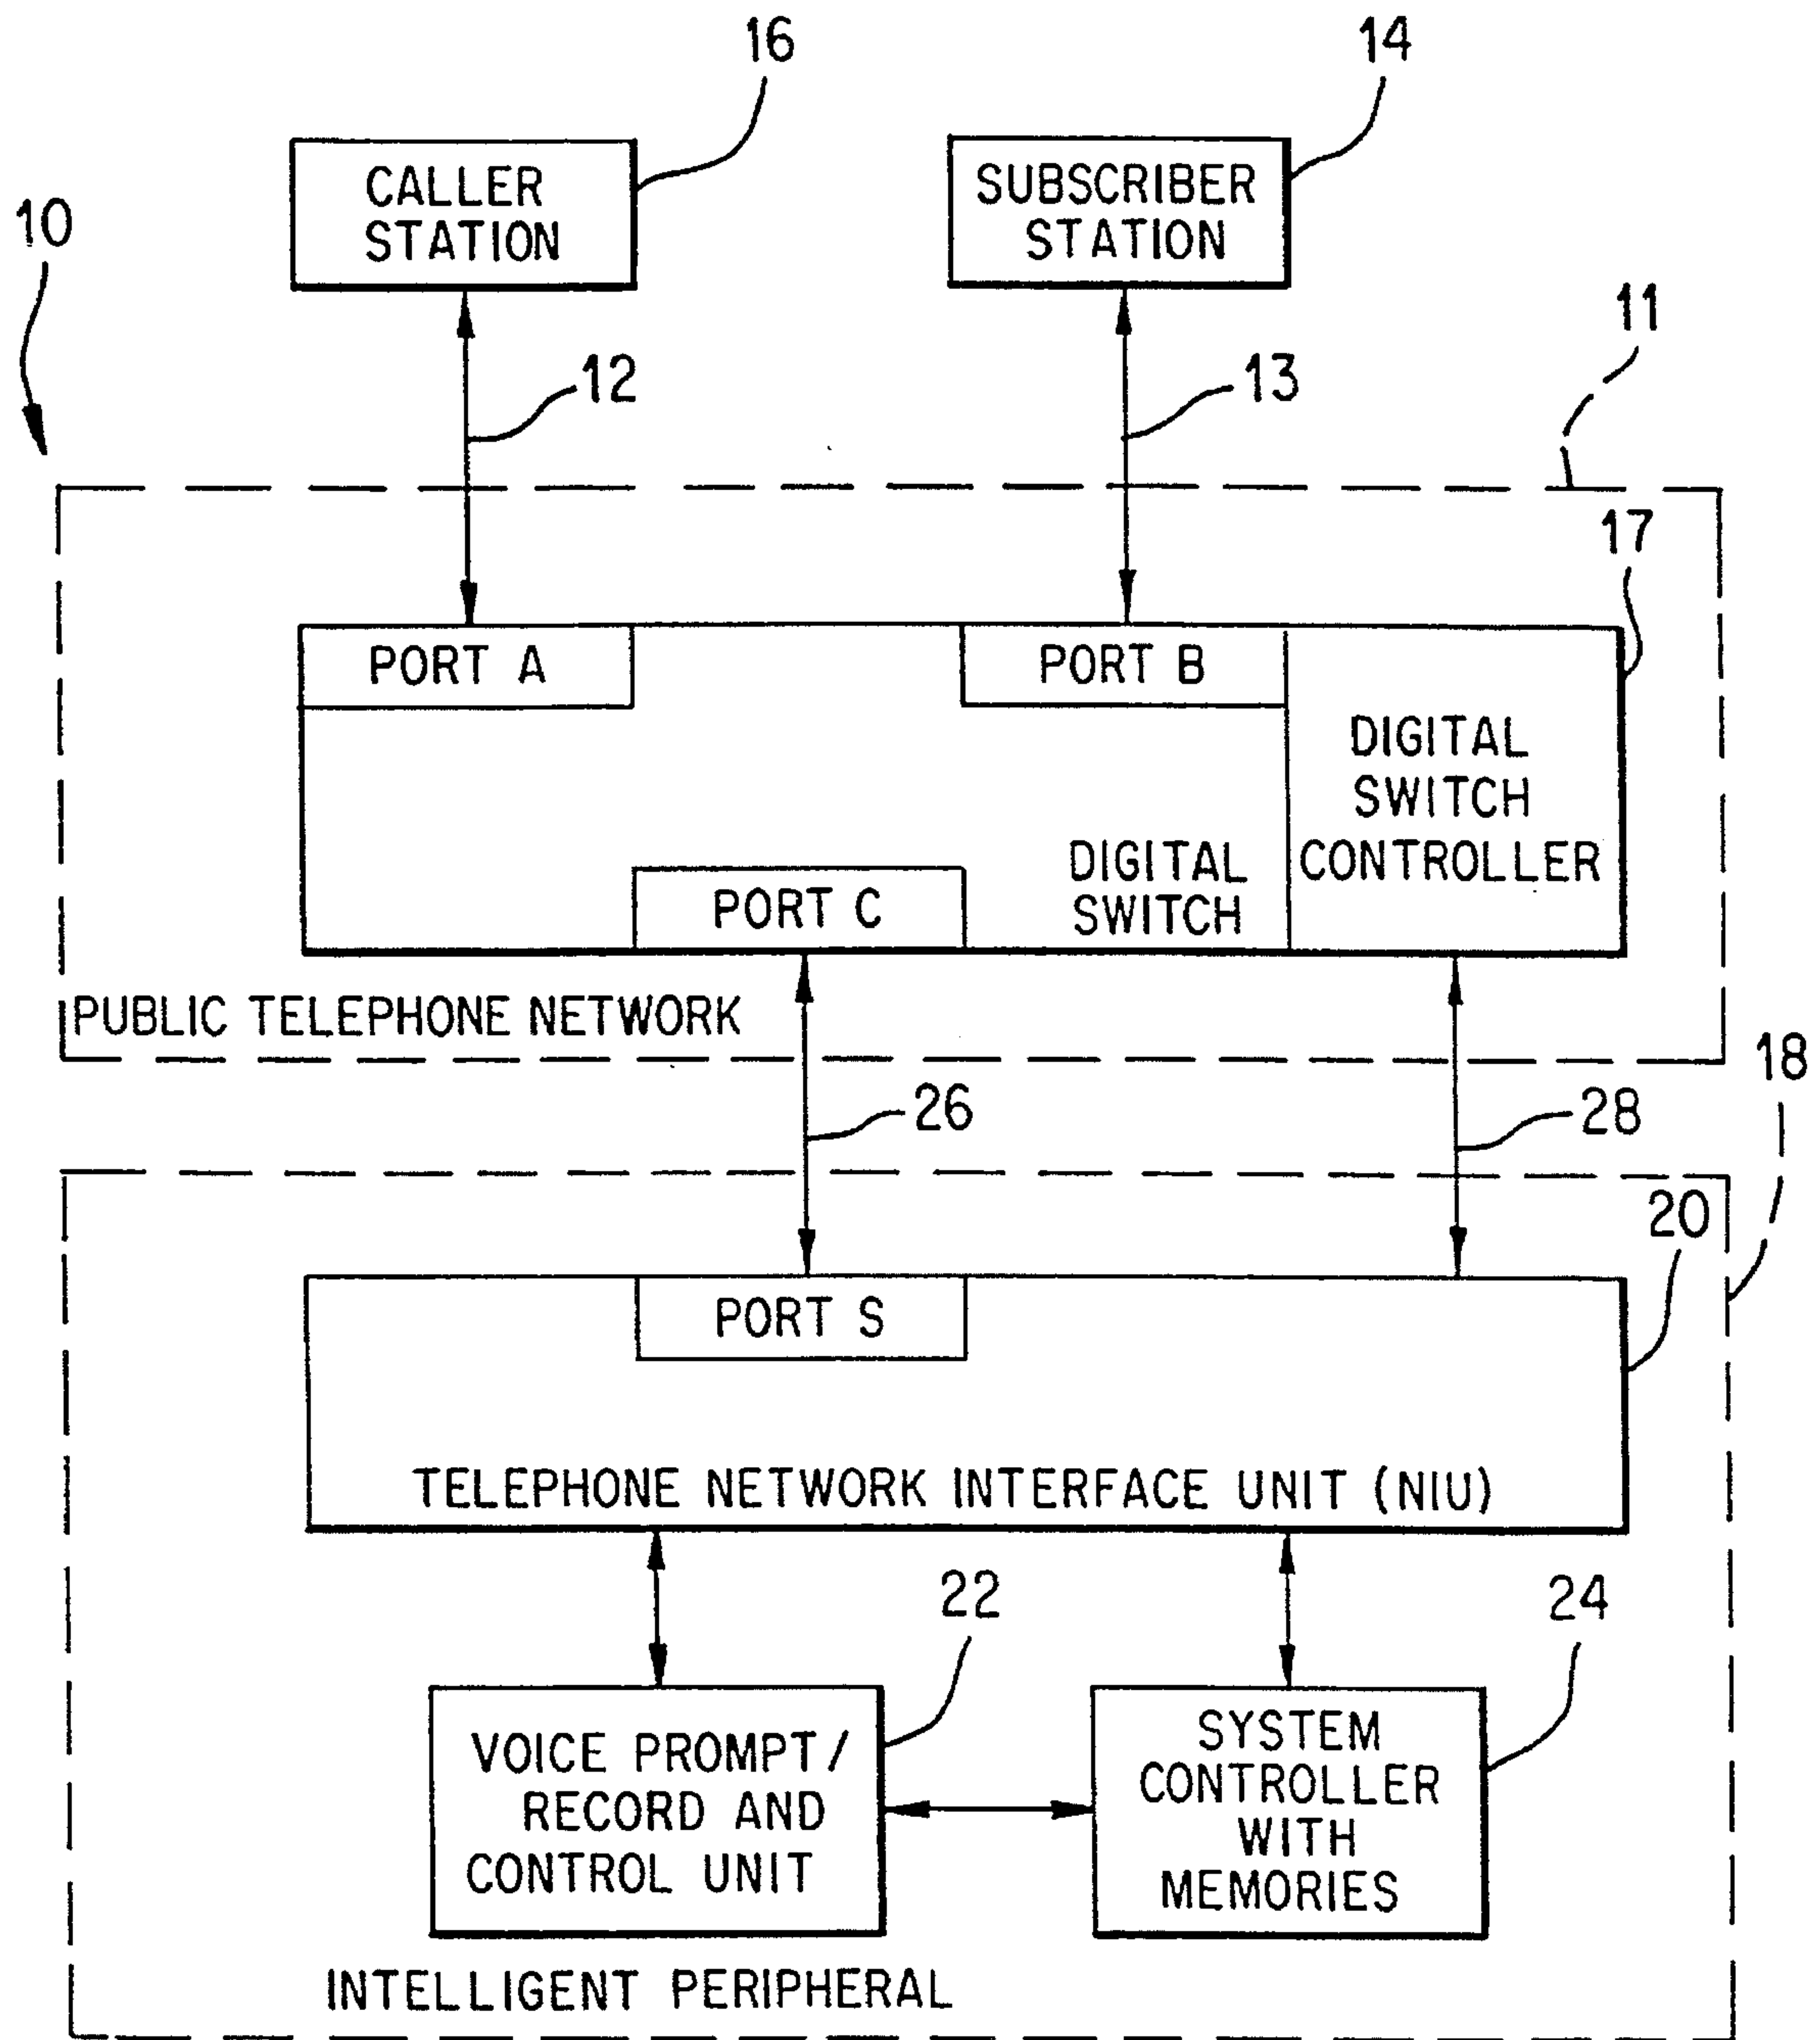 16
14
CALLER
STATION
SUBSCRIBER
STATION
10
11
12
13
17
PORT A
PORT B
DIGITAL
SWITCH
CONTROLLER
DIGITAL
SWITCH
PORT C
PUBLIC TELEPHONE NETWORK
18
26
28
20
PORT S
TELEPHONE NETWORK INTERFACE UNIT (NIU)
22
24
VOICE PROMPT/
RECORD AND
CONTROL UNIT
SYSTEM
CONTROLLER
WITH
MEMORIES
INTELLIGENT PERIPHERAL